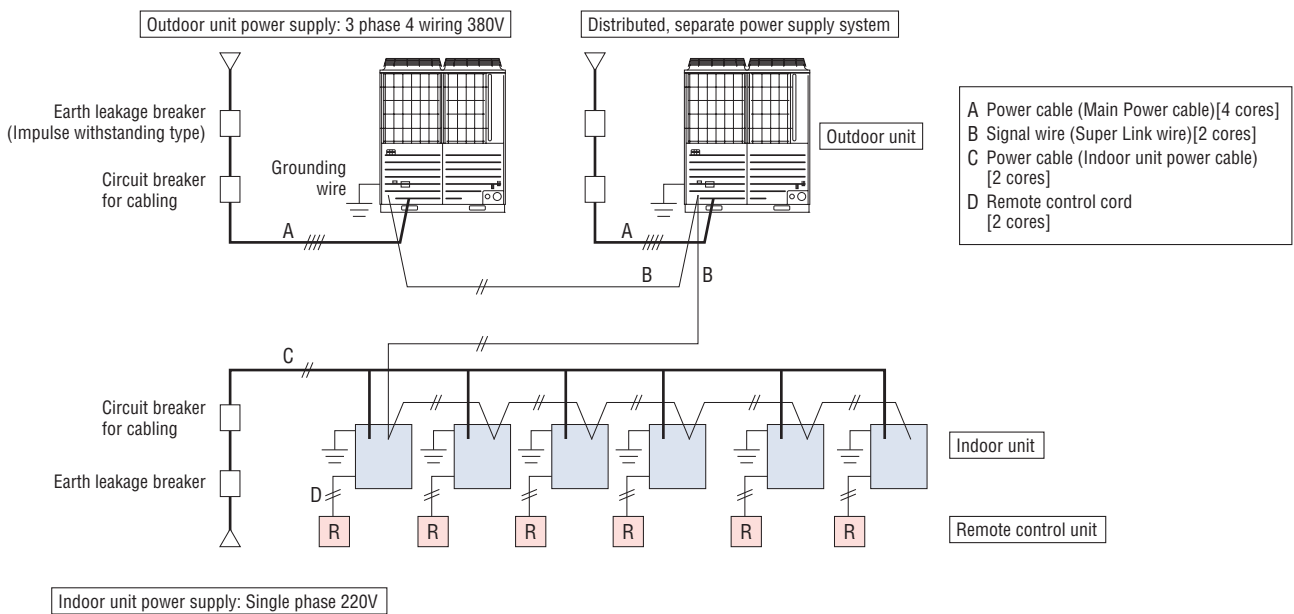 Outdoor unit power supply: 3 phase 4 wiring 380V
Distributed, separate power supply system
Earth leakage breaker
(Impulse withstanding type)
Circuit breaker
for cabling
Grounding
wire
Outdoor unit
A Power cable (Main Power cable)[4 cores]
B Signal wire (Super Link wire)[2 cores]
C Power cable (Indoor unit power cable)
[2 cores]
D Remote control cord
[2 cores]
A
A
B
B
C
Circuit breaker
for cabling
Earth leakage breaker
Indoor unit
D
R
R
R
R
R
R
Remote control unit
Indoor unit power supply: Single phase 220V